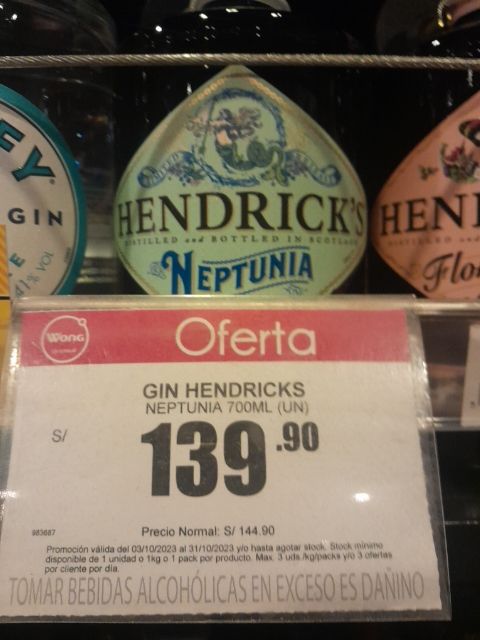 EY
GIN
41% VOL
HENDRICK'S
DISTILLED and BOTTLED IN SCOTLAND
NEPTUNIA
HEN
DISTILLED and
Flo
Wong
Oferta
GIN HENDRICKS
NEPTUNIA 700ML (UN)
S/ 139.90
Precio Normal: S/ 144.90
983687
Promoción válida del 03/10/2023 al 31/10/2023 y/o hasta agotar stock. Stock mínimo
disponible de 1 unidad o 1kg o 1 pack por producto. Max. 3 uds./kg/packs y/o 3 ofertas
por cliente por día.
TOMAR BEBIDAS ALCOHÓLICAS EN EXCESO ES DAÑINO